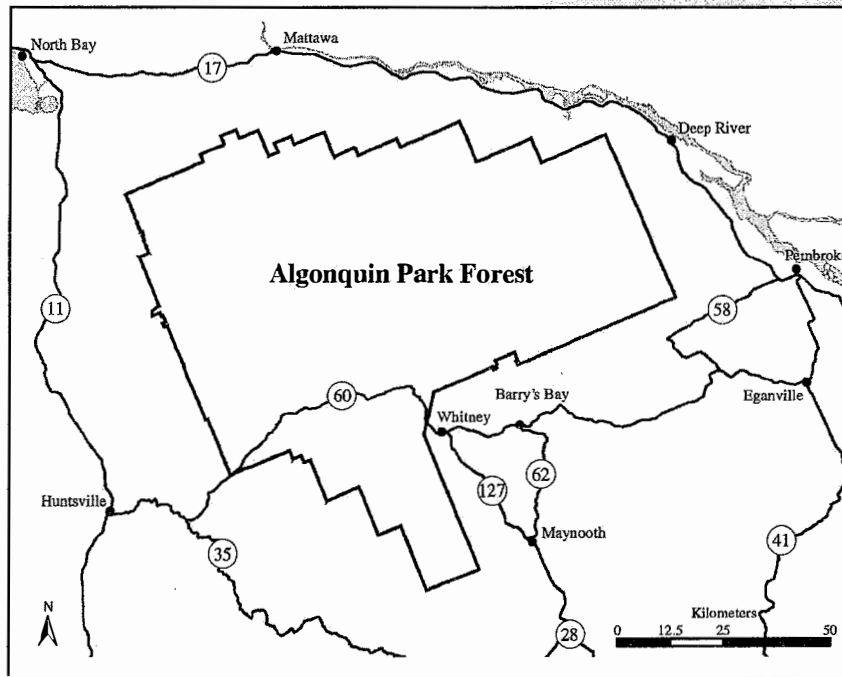 North Bay
Mattawa
17
Deep River
Algonquin Park Forest
Pembroke
11
58
60
Barry's Bay
Whitney
Eganville
62
127
Huntsville
Maynooth
35
41
N
Kilometers
28
0 12.5 25 50